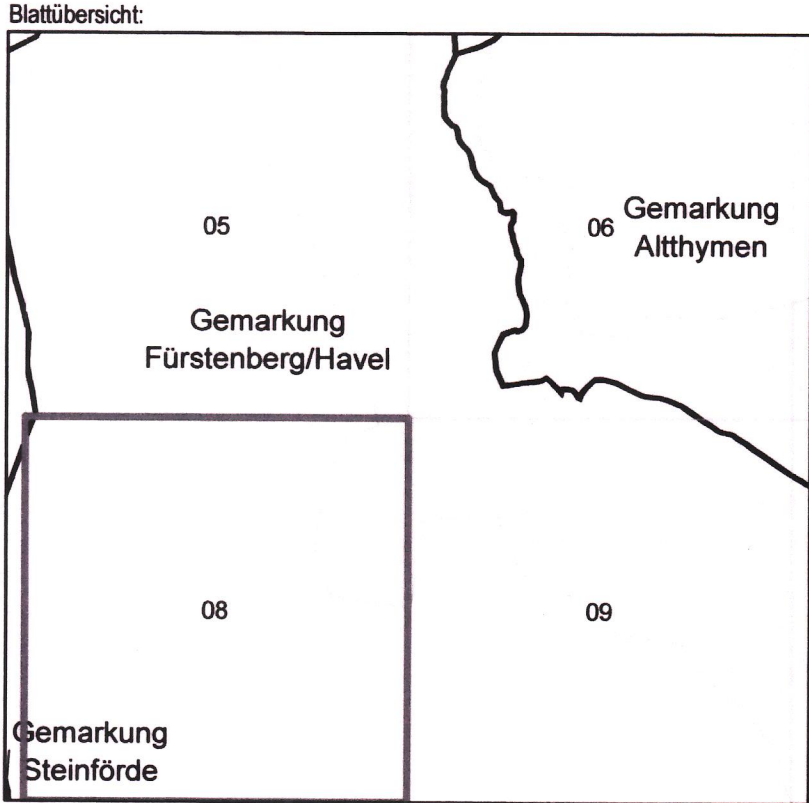 Blattübersicht:
05
06
Gemarkung
Altthymen
Gemarkung
Fürstenberg/Havel
08
09
Gemarkung
Steinförde